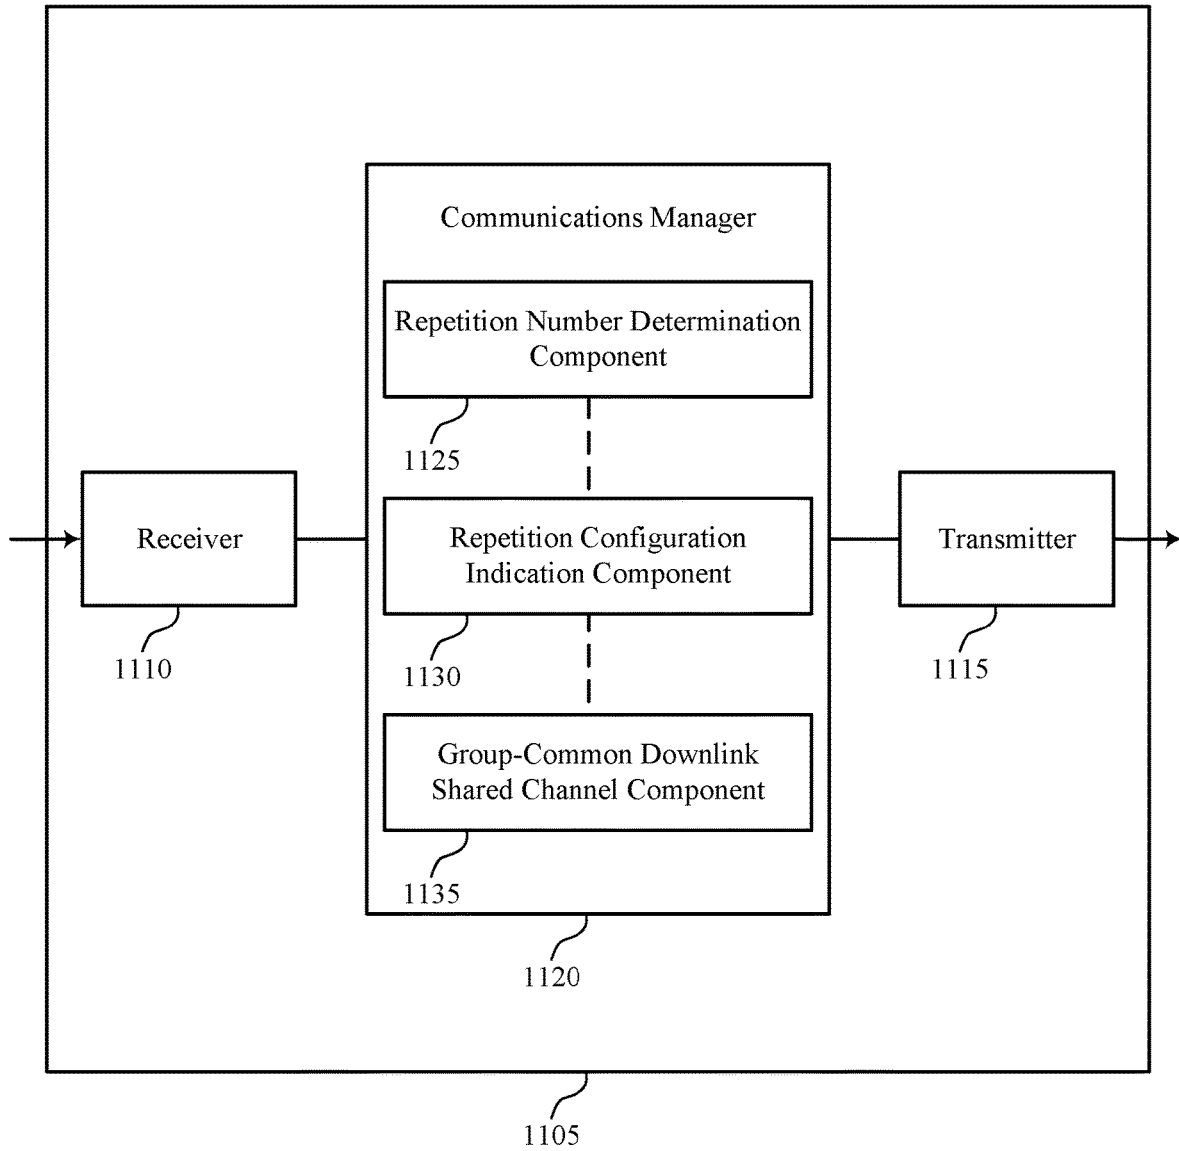 Communications Manager
Repetition Number Determination
Component
1125
Receiver
1110
Repetition Configuration
Indication Component
1130
Transmitter
1115
Group-Common Downlink
Shared Channel Component
1135
1120
1105